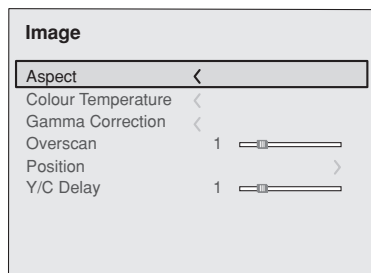 Image
Aspect
Colour Temperature
Gamma Correction
Overscan 1
Position
Y/C Delay 1